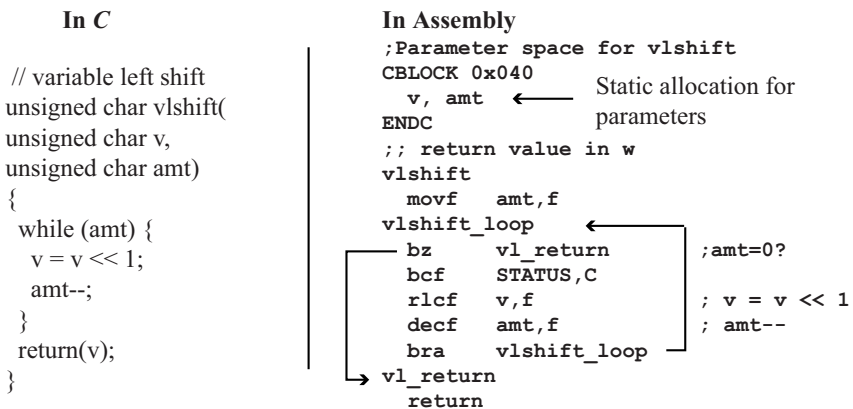 In C
// variable left shift
unsigned char vlshift(
unsigned char v,
unsigned char amt)
{
while (amt) {
v = v << 1;
amt--;
}
return(v);
}
In Assembly
;Parameter space for vlshift
CBLOCK 0x040
v, amt
Static allocation for
parameters
ENDC
;; return value in w
vlshift
movf amt,f
vlshift_loop
bz vl_return ;amt=0?
bcf STATUS,C
rlcf v,f ; v = v << 1
decf amt,f ; amt--
bra vlshift_loop
vl_return
return